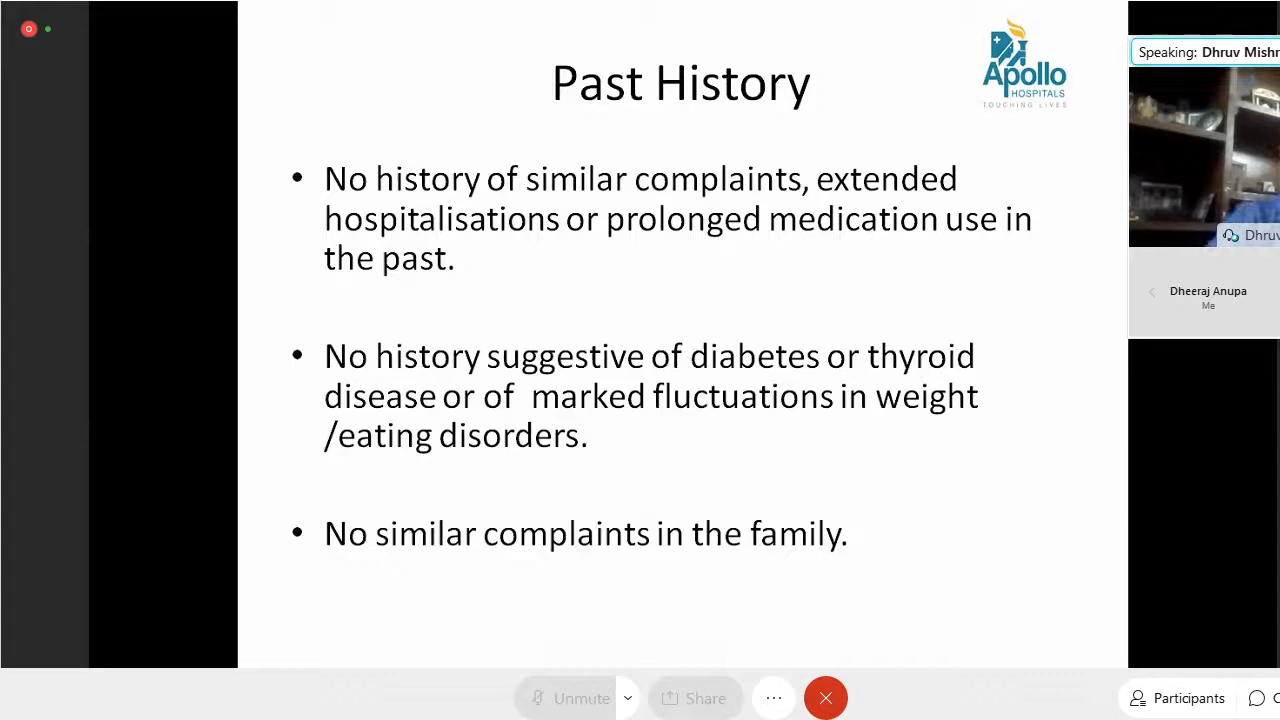 Past History
Apollo
HOSPITALS
TOUCHING LIVES
• No history of similar complaints, extended
hospitalisations or prolonged medication use in
the past.
• No history suggestive of diabetes or thyroid
disease or of marked fluctuations in weight
/eating disorders.
• No similar complaints in the family.
Speaking: Dhruv Mishr
Dhruv
Dheeraj Anupa
Me
Unmute
Share
Participants
C